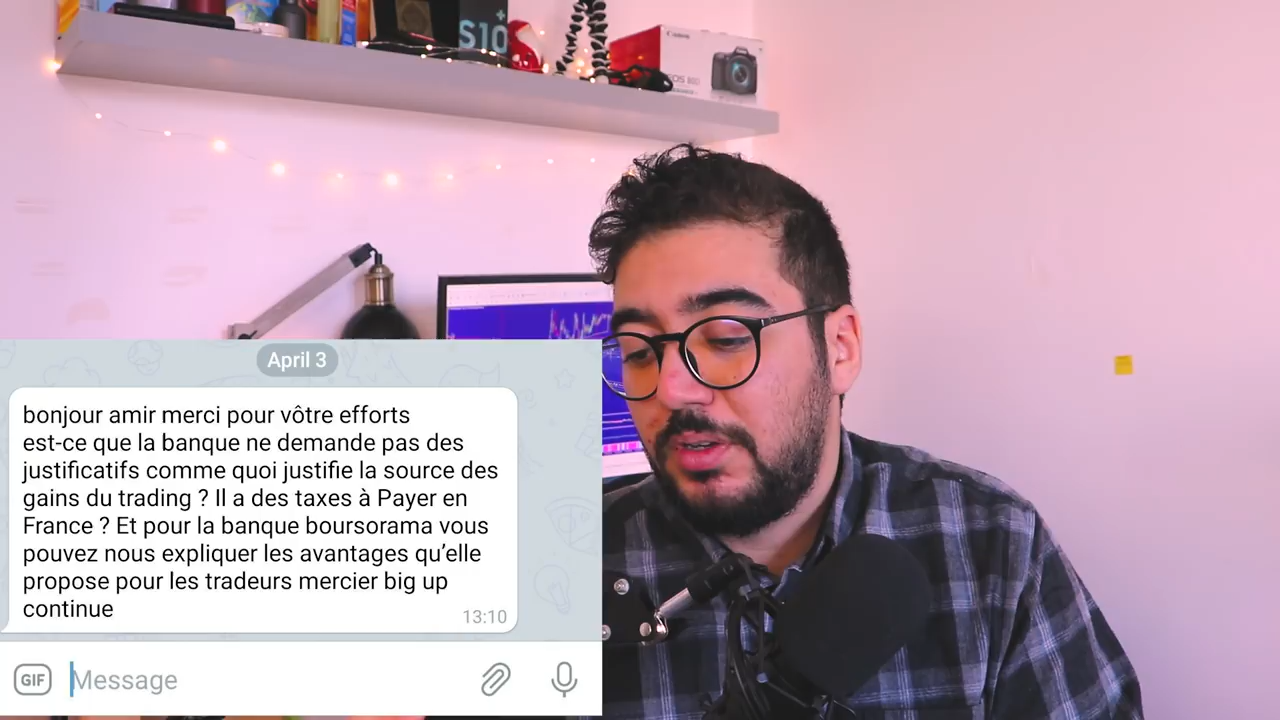 S10+
Canon
EOS 80D
April 3
bonjour amir merci pour vôtre efforts
est-ce que la banque ne demande pas des
justificatifs comme quoi justifie la source des
gains du trading ? Il a des taxes à Payer en
France ? Et pour la banque boursorama vous
pouvez nous expliquer les avantages qu’elle
propose pour les tradeurs mercier big up
continue
13:10
GIF
Message